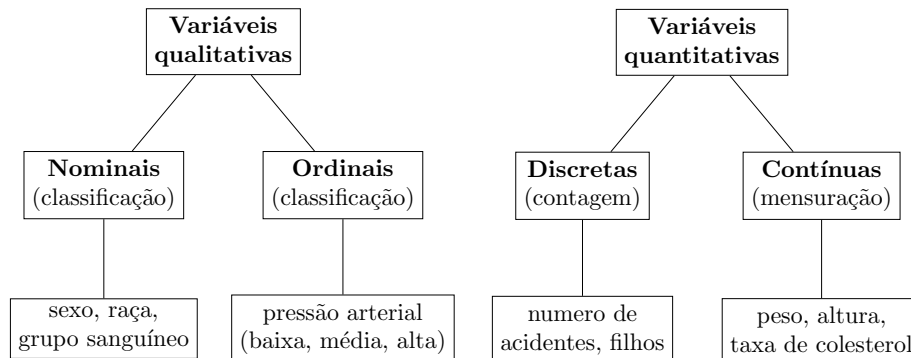 Variáveis
qualitativas
Variáveis
quantitativas
Nominais
(classificação)
Ordinais
(classificação)
Discretas
(contagem)
Contínuas
(mensuração)
sexo, raça,
grupo sanguíneo
pressão arterial
(baixa, média, alta)
numero de
acidentes, filhos
peso, altura,
taxa de colesterol